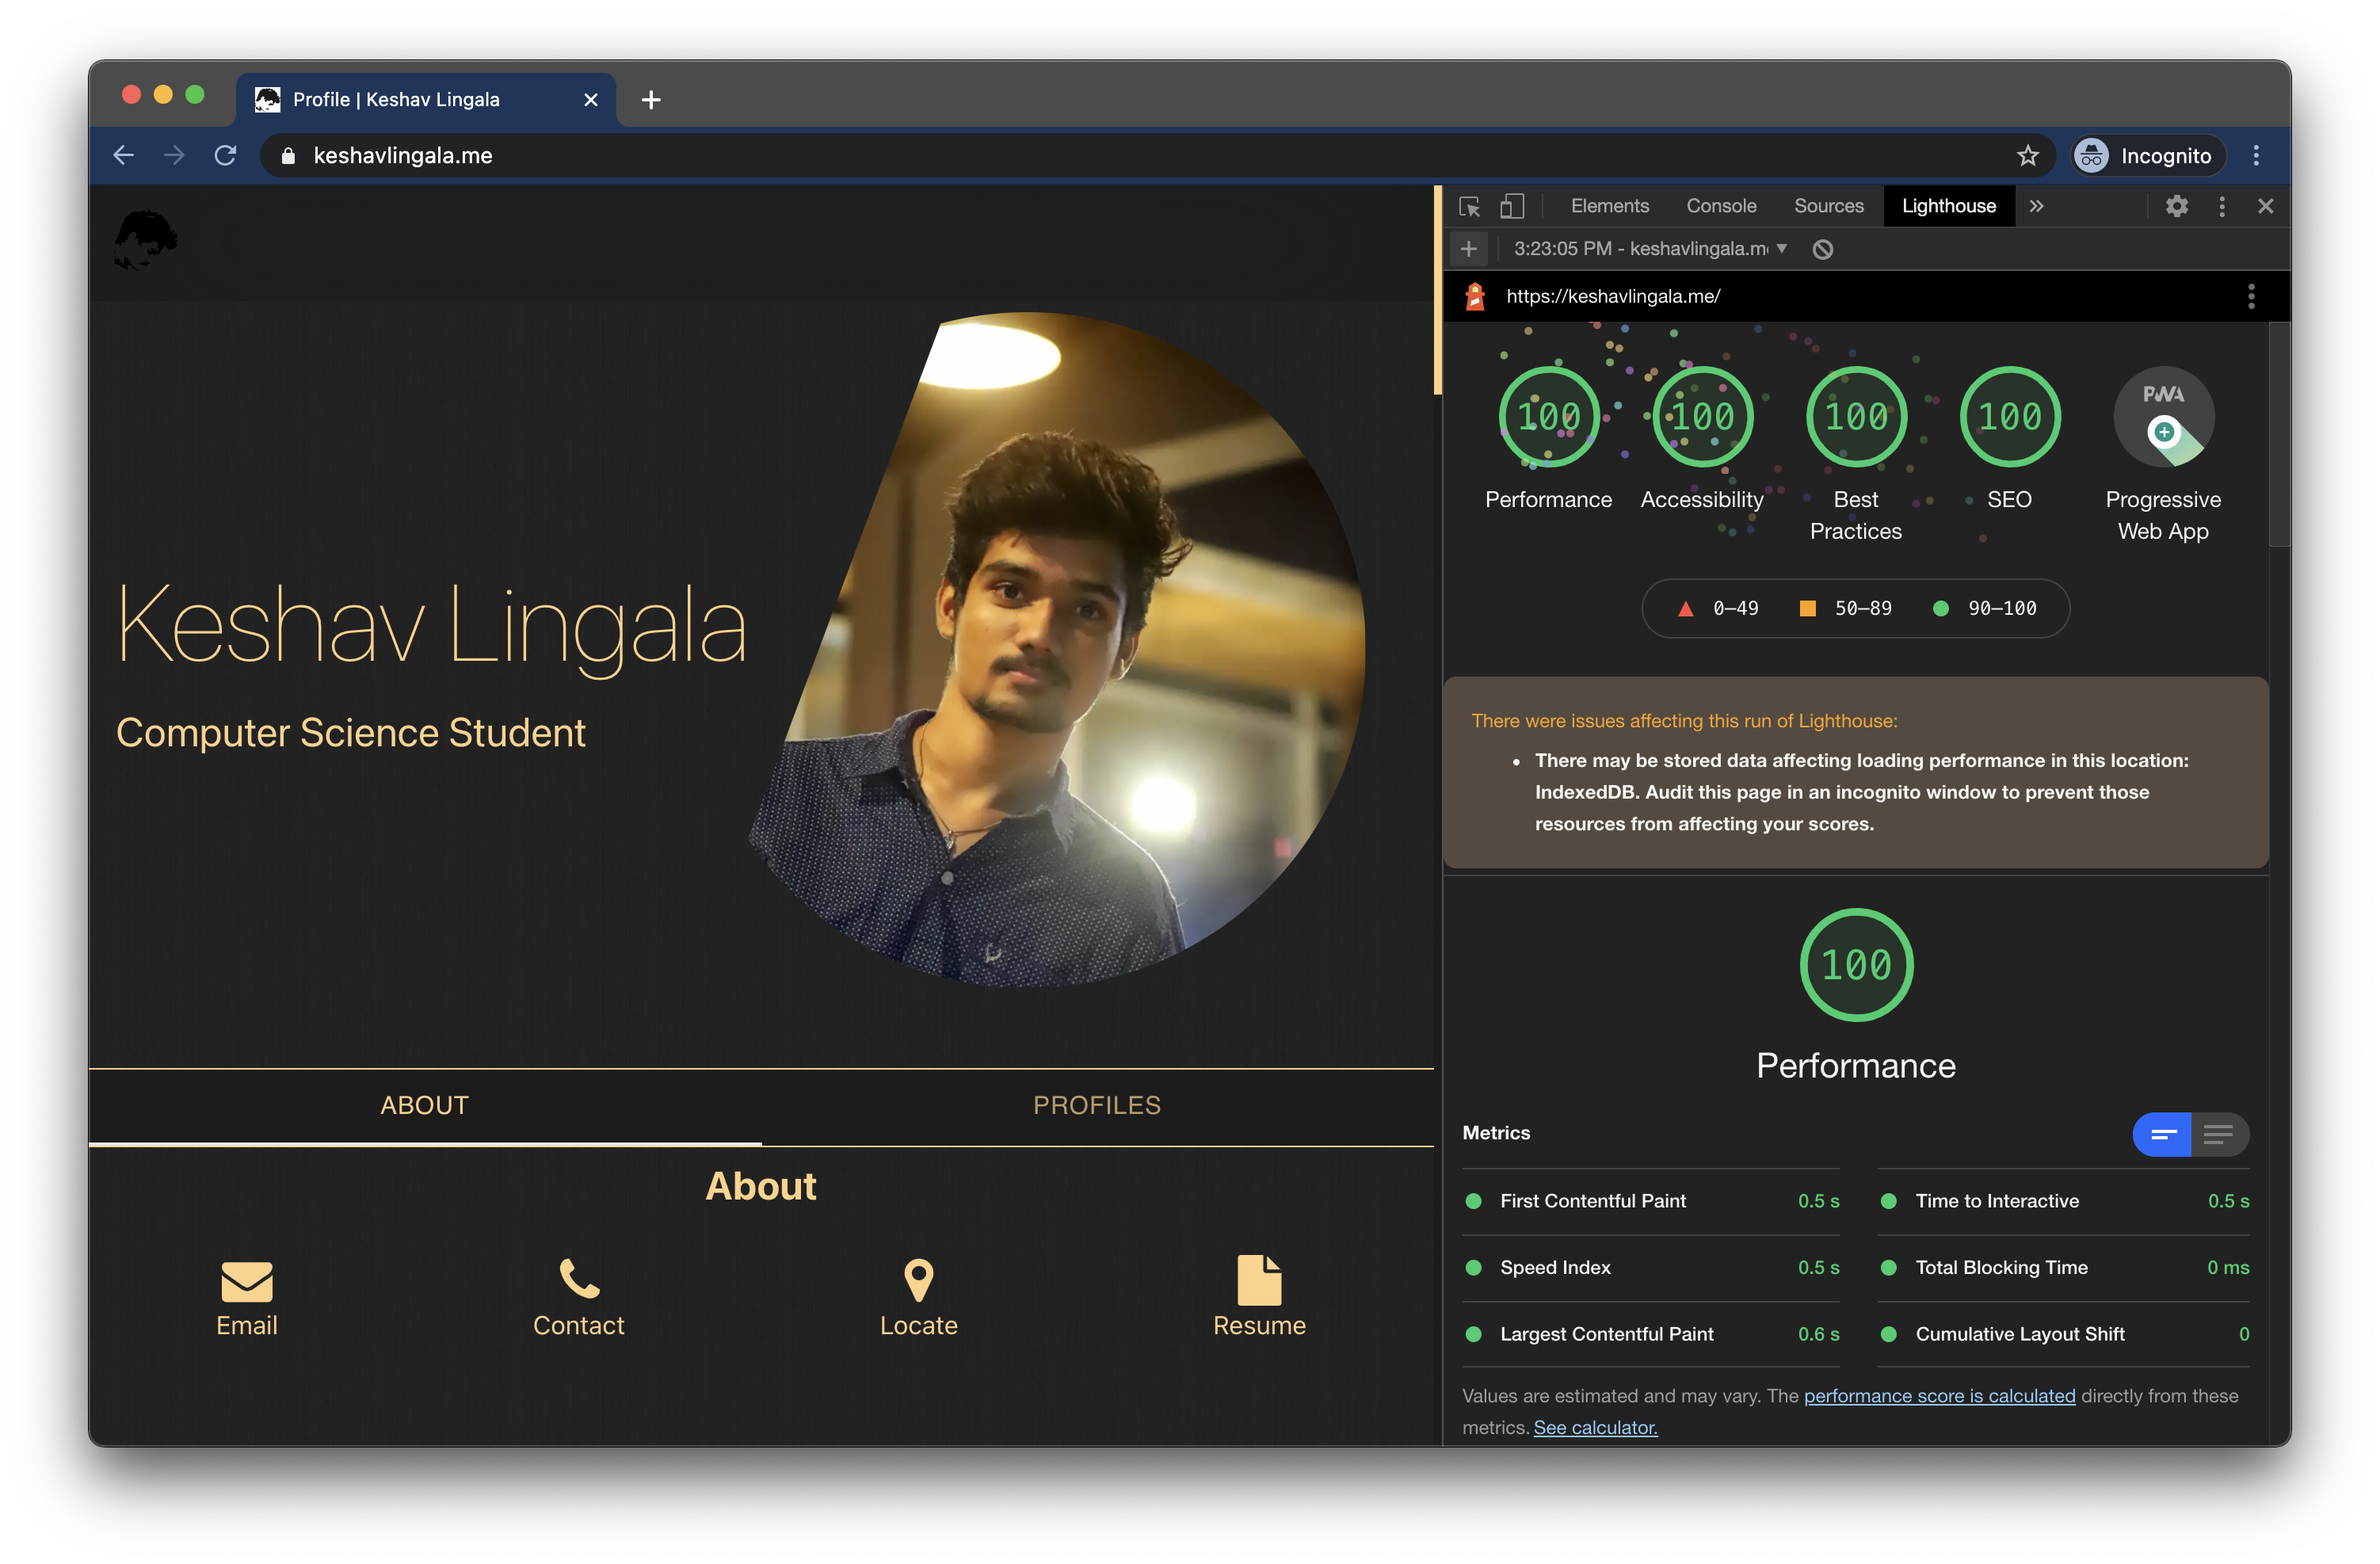 Profile | Keshav Lingala
keshavlingala.me
Incognito
Keshav Lingala
Computer Science Student
ABOUT
PROFILES
About
Email
Contact
Locate
Resume
Elements
Console
Sources
Lighthouse
3:23:05 PM - keshavlingala.m
https://keshavlingala.me/
100
100
100
100
PWA
Performance
Accessibility
Best
Practices
SEO
Progressive
Web App
0–49
50–89
90–100
There were issues affecting this run of Lighthouse:
There may be stored data affecting loading performance in this location:
IndexedDB. Audit this page in an incognito window to prevent those
resources from affecting your scores.
100
Performance
Metrics
First Contentful Paint 0.5 s
Time to Interactive 0.5 s
Speed Index 0.5 s
Total Blocking Time 0 ms
Largest Contentful Paint 0.6 s
Cumulative Layout Shift 0
Values are estimated and may vary. The performance score is calculated directly from these
metrics. See calculator.